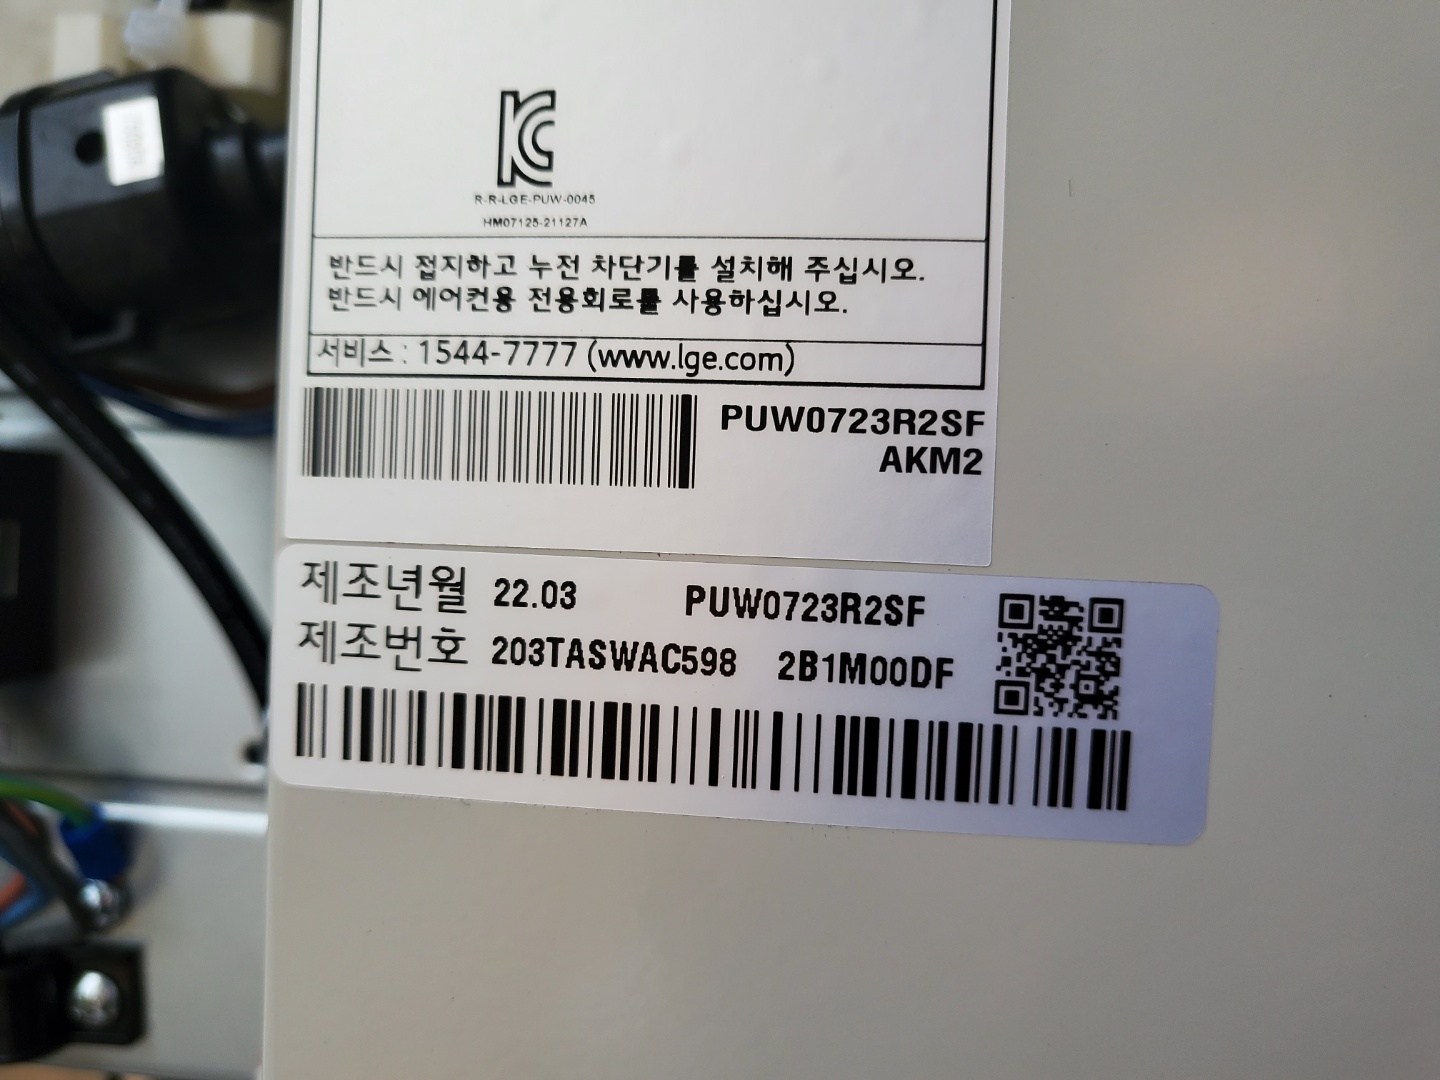 R-R-LGE-PUW-0045
HM07125-21127A
반드시 접지하고 누전 차단기를 설치해 주십시오.
반드시 에어컨용 전용회로를 사용하십시오.
서비스 : 1544-7777 (www.lge.com)
PUW0723R2SF
AKM2
제조년월 22.03 PUW0723R2SF
제조번호 203TASWAC598 2B1M00DF